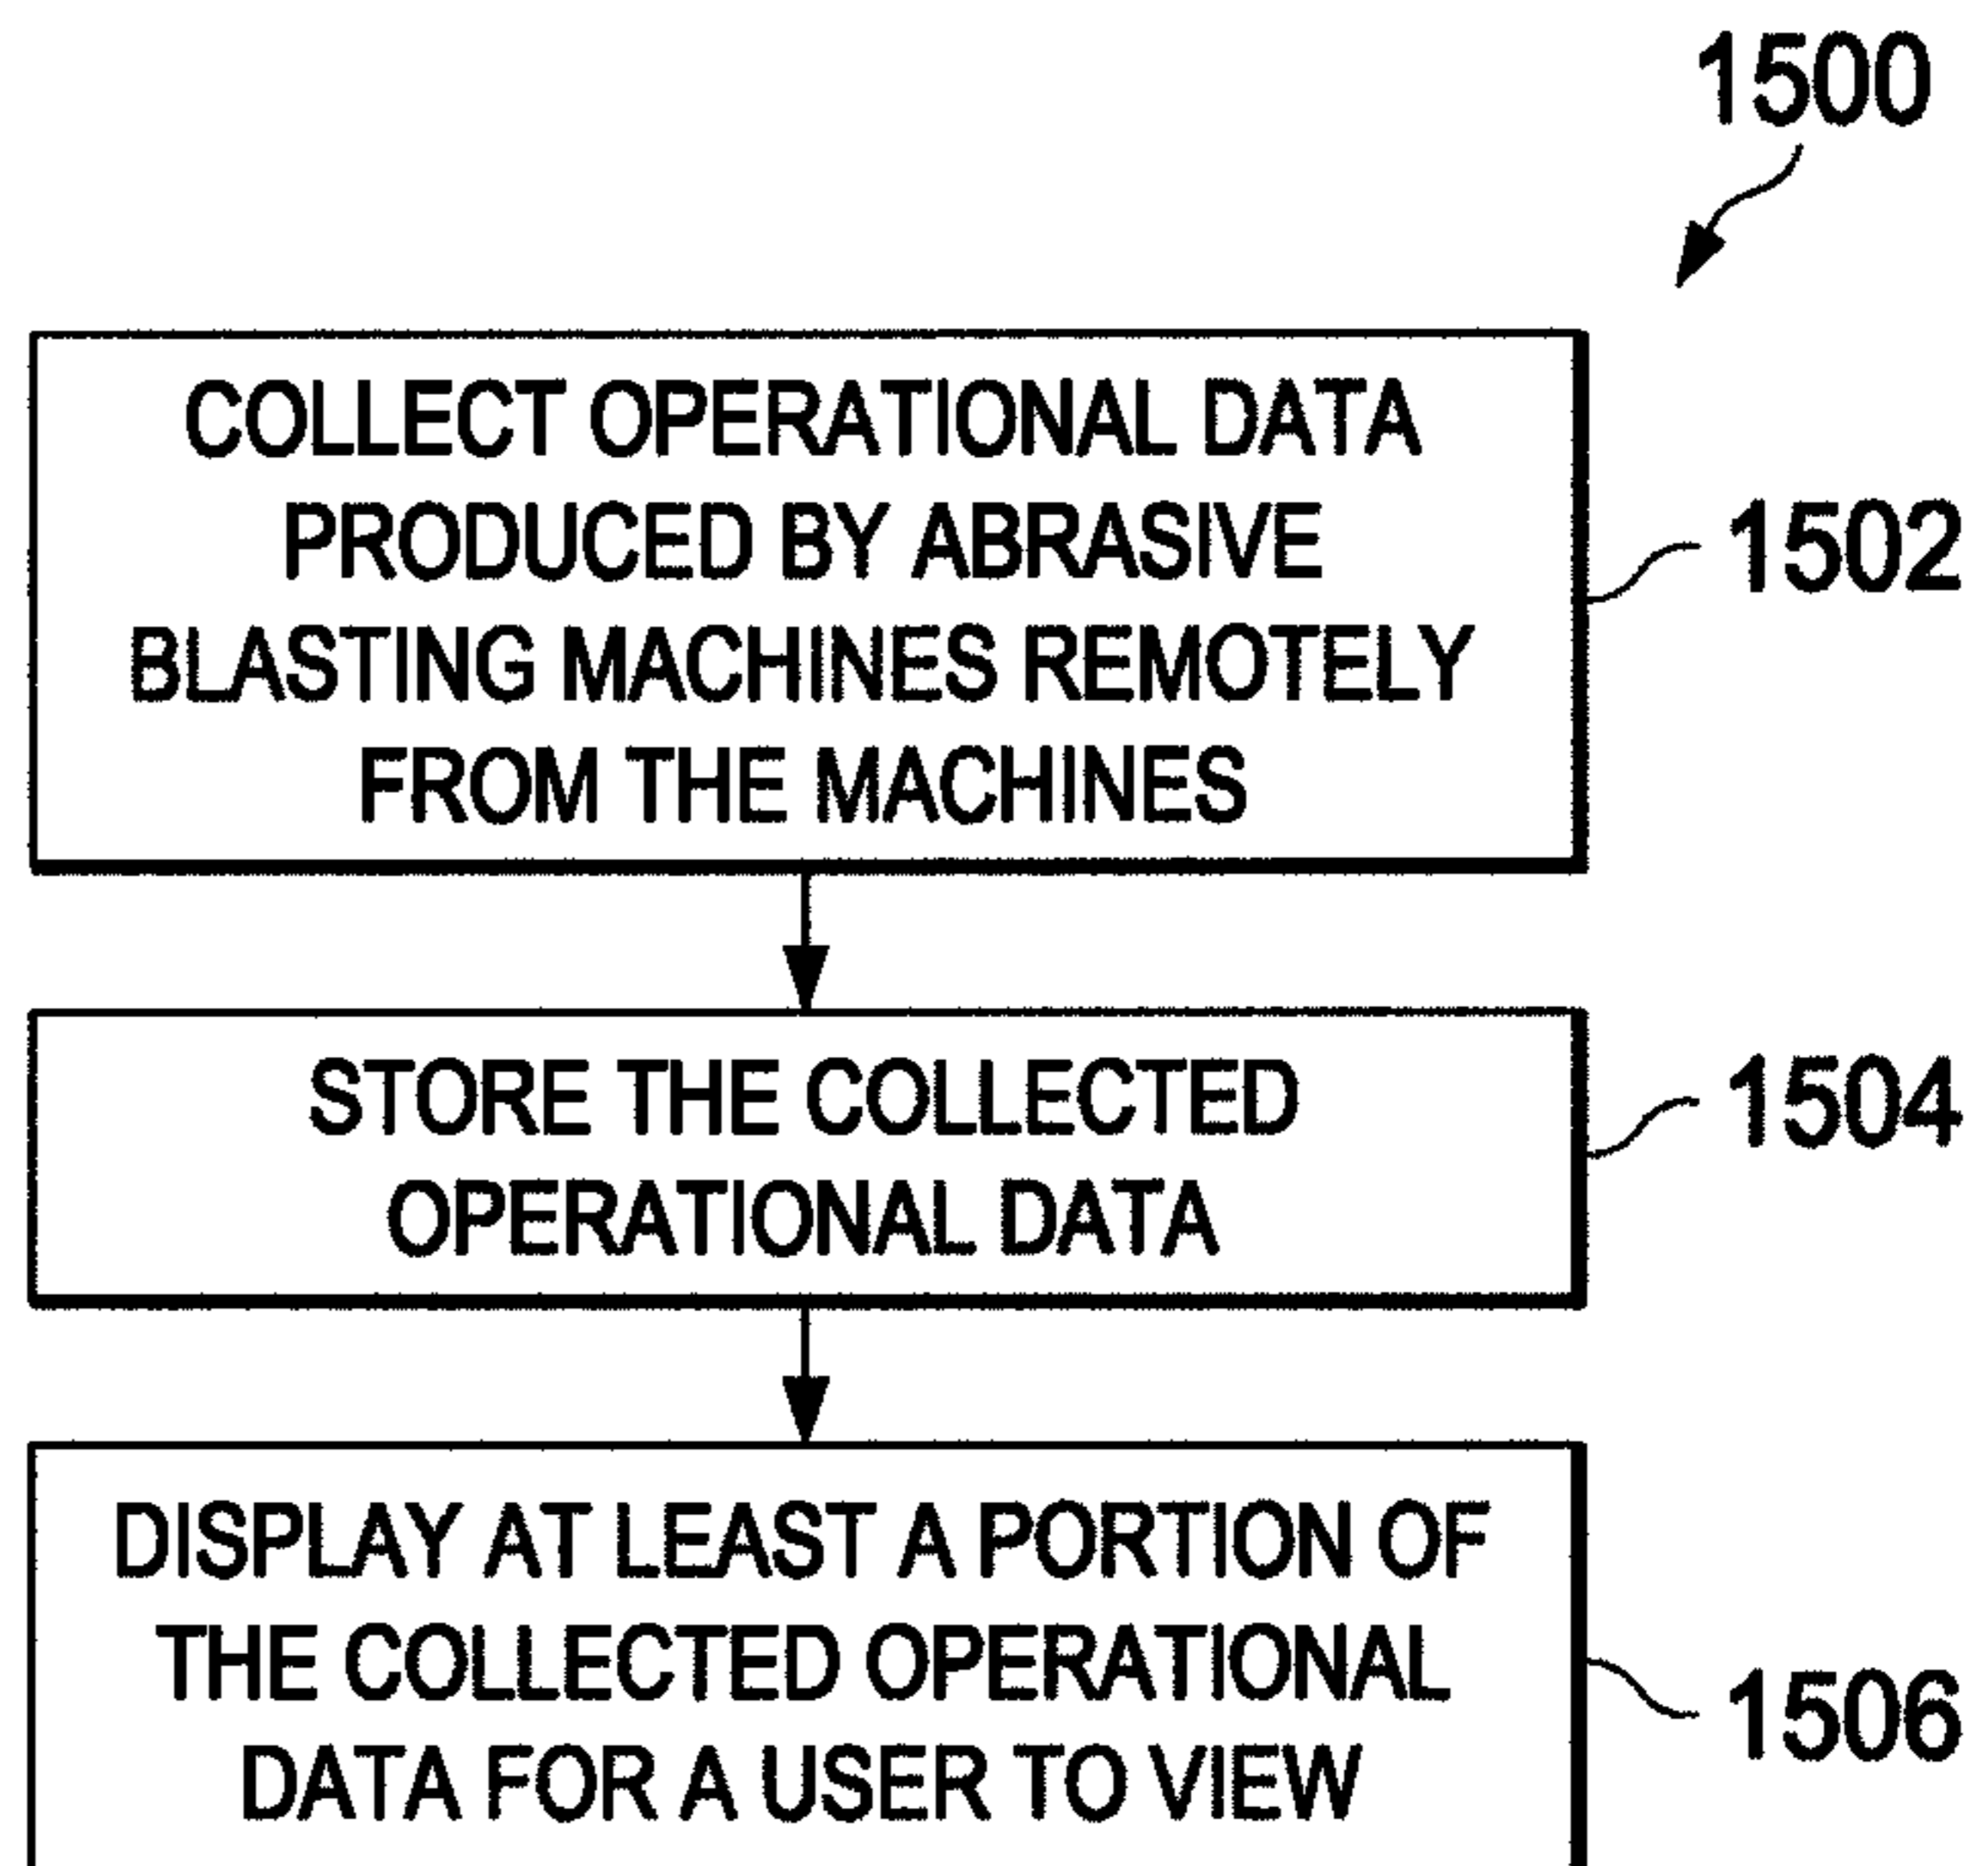 1500
COLLECT OPERATIONAL DATA
PRODUCED BY ABRASIVE
BLASTING MACHINES REMOTELY
FROM THE MACHINES
1502
STORE THE COLLECTED
OPERATIONAL DATA
1504
DISPLAY AT LEAST A PORTION OF
THE COLLECTED OPERATIONAL
DATA FOR A USER TO VIEW
1506